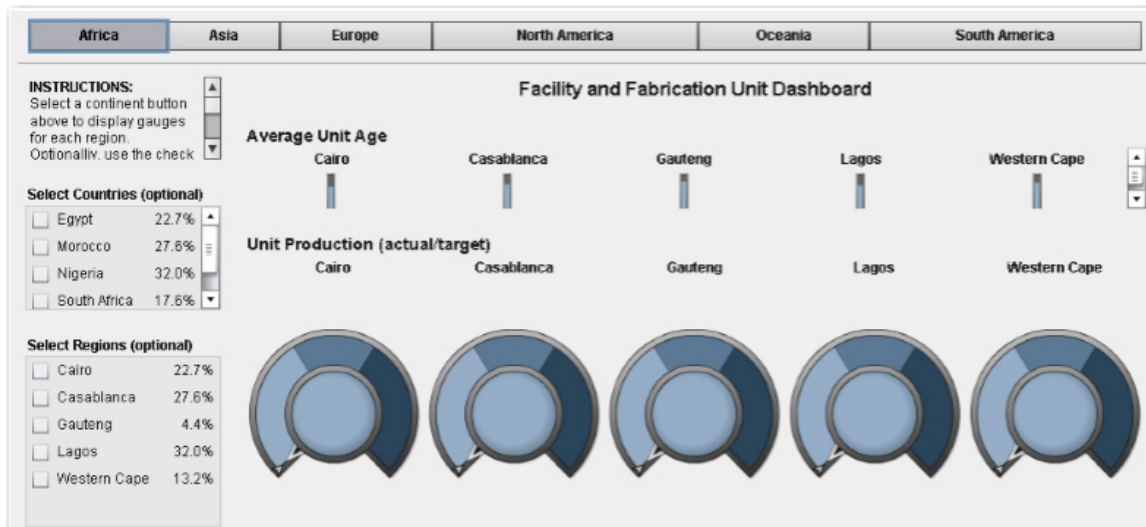 Africa Asia Europe North America Oceania South America
INSTRUCTIONS:
Select a continent button
above to display gauges
for each region.
Optionally, use the check
Facility and Fabrication Unit Dashboard
Average Unit Age
Cairo Casablanca Gauteng Lagos Western Cape
Select Countries (optional)
Egypt 22.7%
Morocco 27.6%
Nigeria 32.0%
South Africa 17.6%
Unit Production (actual/target)
Cairo Casablanca Gauteng Lagos Western Cape
Select Regions (optional)
Cairo 22.7%
Casablanca 27.6%
Gauteng 4.4%
Lagos 32.0%
Western Cape 13.2%